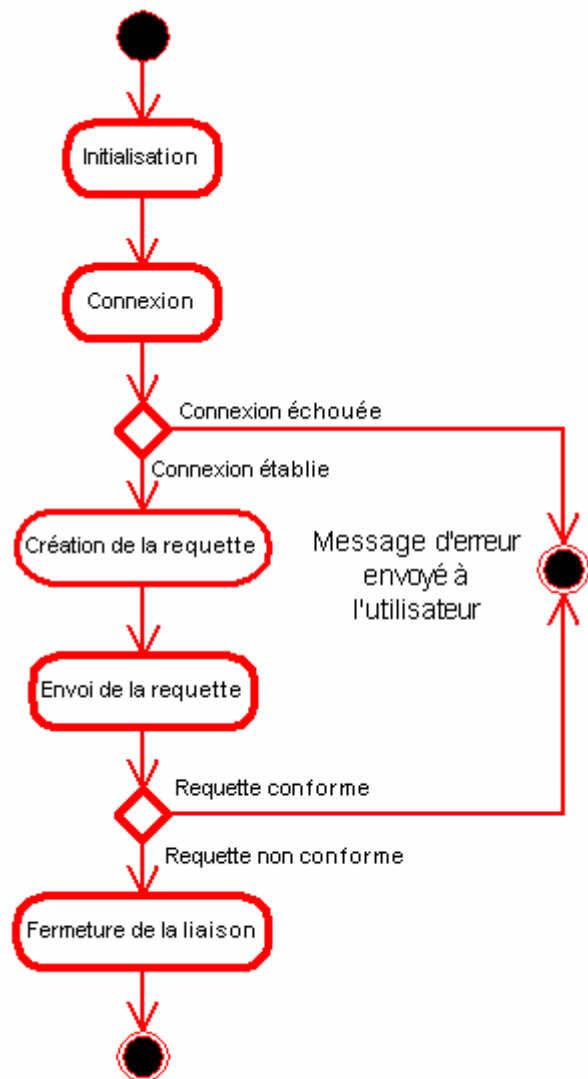 Initialisation
Connexion
Connexion échouée
Connexion établie
Création de la requette
Message d'erreur
envoyé à
l'utilisateur
Envoi de la requette
Requette conforme
Requette non conforme
Fermeture de la liaison